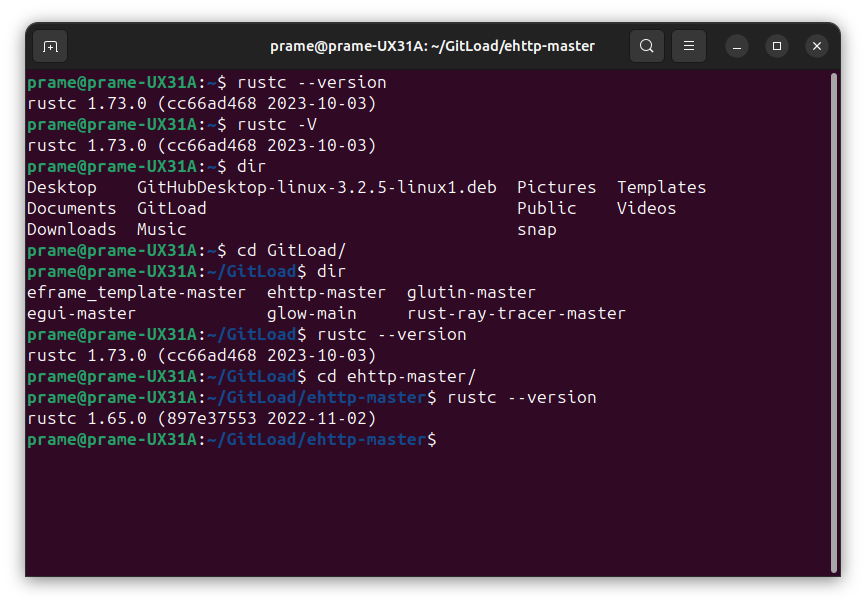 prame@prame-UX31A: ~/GitLoad/ehttp-master
prame@prame-UX31A:~$ rustc --version
rustc 1.73.0 (cc66ad468 2023-10-03)
prame@prame-UX31A:~$ rustc -V
rustc 1.73.0 (cc66ad468 2023-10-03)
prame@prame-UX31A:~$ dir
Desktop    GitHubDesktop-linux-3.2.5-linux1.deb  Pictures  Templates
Documents  GitLoad                               Public    Videos
Downloads  Music                                 snap
prame@prame-UX31A:~$ cd GitLoad/
prame@prame-UX31A:~/GitLoad$ dir
eframe_template-master  ehttp-master  glutin-master
egui-master             glow-main     rust-ray-tracer-master
prame@prame-UX31A:~/GitLoad$ rustc --version
rustc 1.73.0 (cc66ad468 2023-10-03)
prame@prame-UX31A:~/GitLoad$ cd ehttp-master/
prame@prame-UX31A:~/GitLoad/ehttp-master$ rustc --version
rustc 1.65.0 (897e37553 2022-11-02)
prame@prame-UX31A:~/GitLoad/ehttp-master$